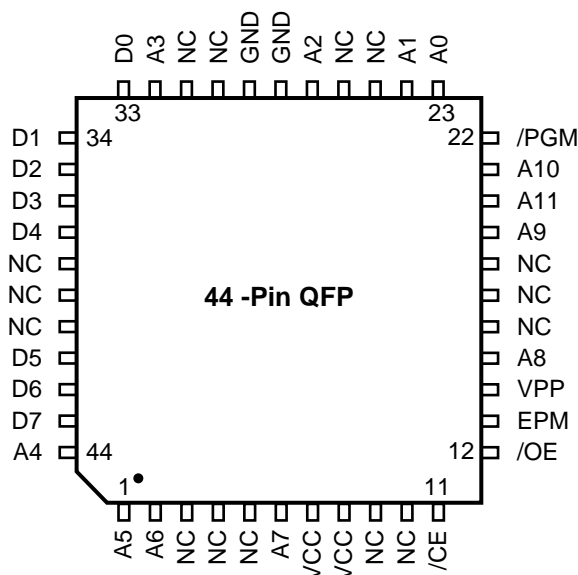 D0 A3 NC NC GND GND A2 NC NC A1 A0
33 23
D1 34 22 /PGM
D2 A10
D3 A11
D4 A9
NC NC
NC 44 -Pin QFP NC
NC NC
D5 A8
D6 VPP
D7 EPM
A4 44 12 /OE
1 11
A5 A6 NC NC NC A7 VCC VCC NC NC /CE